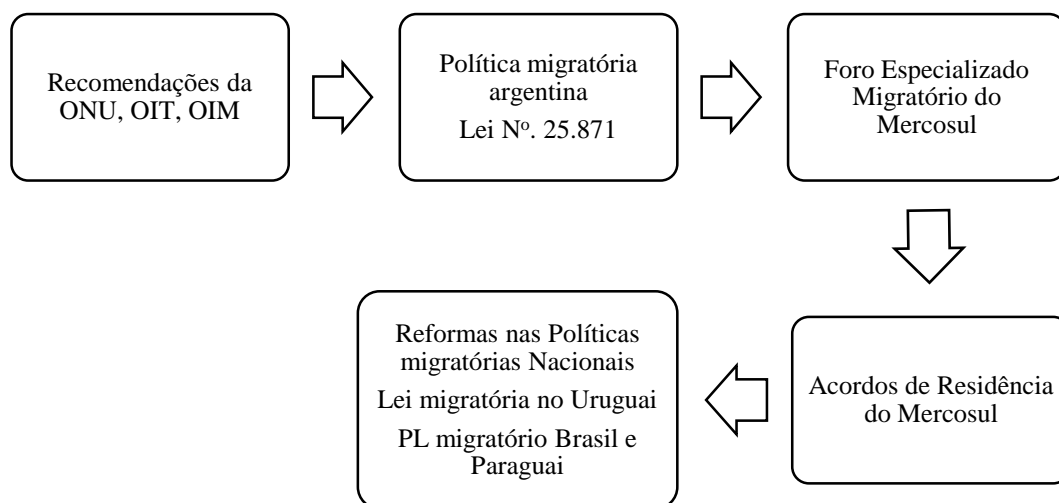 Recomendações da
ONU, OIT, OIM
Política migratória
argentina
Lei Nº. 25.871
Foro Especializado
Migratório do
Mercosul
Acordos de Residência
do Mercosul
Reformas nas Políticas
migratórias Nacionais
Lei migratória no Uruguai
PL migratório Brasil e
Paraguai